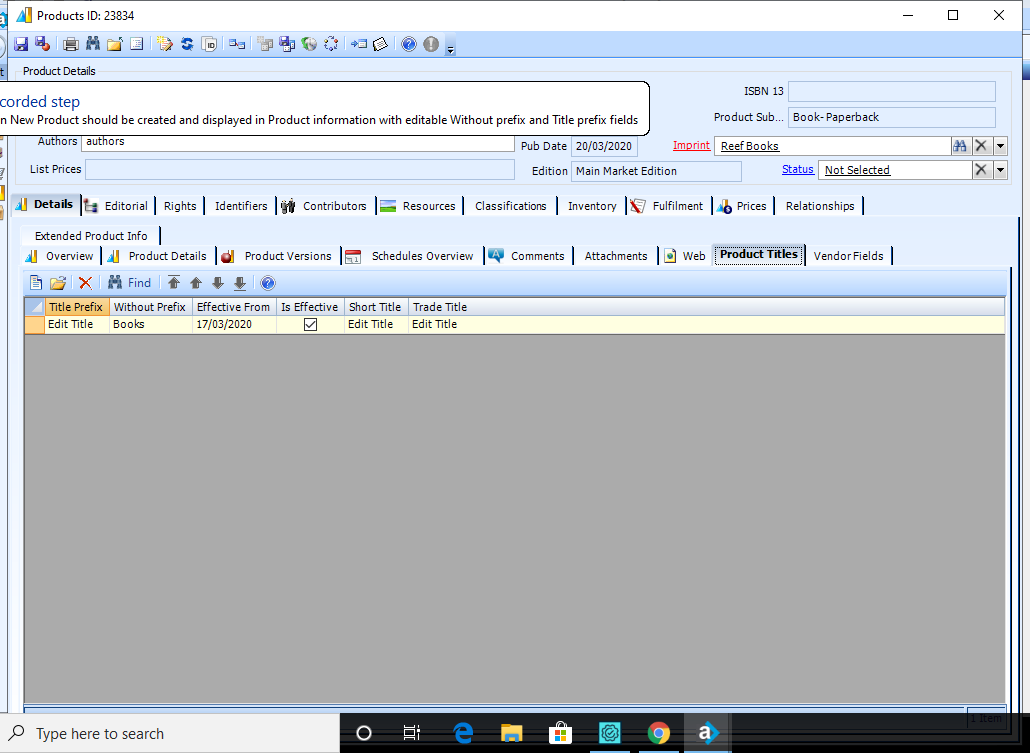 Products ID: 23834
Product Details
corded step
n New Product should be created and displayed in Product information with editable Without prefix and Title prefix fields
ISBN 13
Product Sub... Book- Paperback
Authors authors
Pub Date 20/03/2020
Imprint Reef Books
List Prices
Edition Main Market Edition
Status Not Selected
Details Editorial Rights Identifiers Contributors Resources Classifications Inventory Fulfilment Prices Relationships
Extended Product Info
Overview Product Details Product Versions Schedules Overview Comments Attachments Web Product Titles Vendor Fields
Find
Title Prefix Without Prefix Effective From Is Effective Short Title Trade Title
Edit Title Books 17/03/2020 Edit Title Edit Title
1 Item
Type here to search